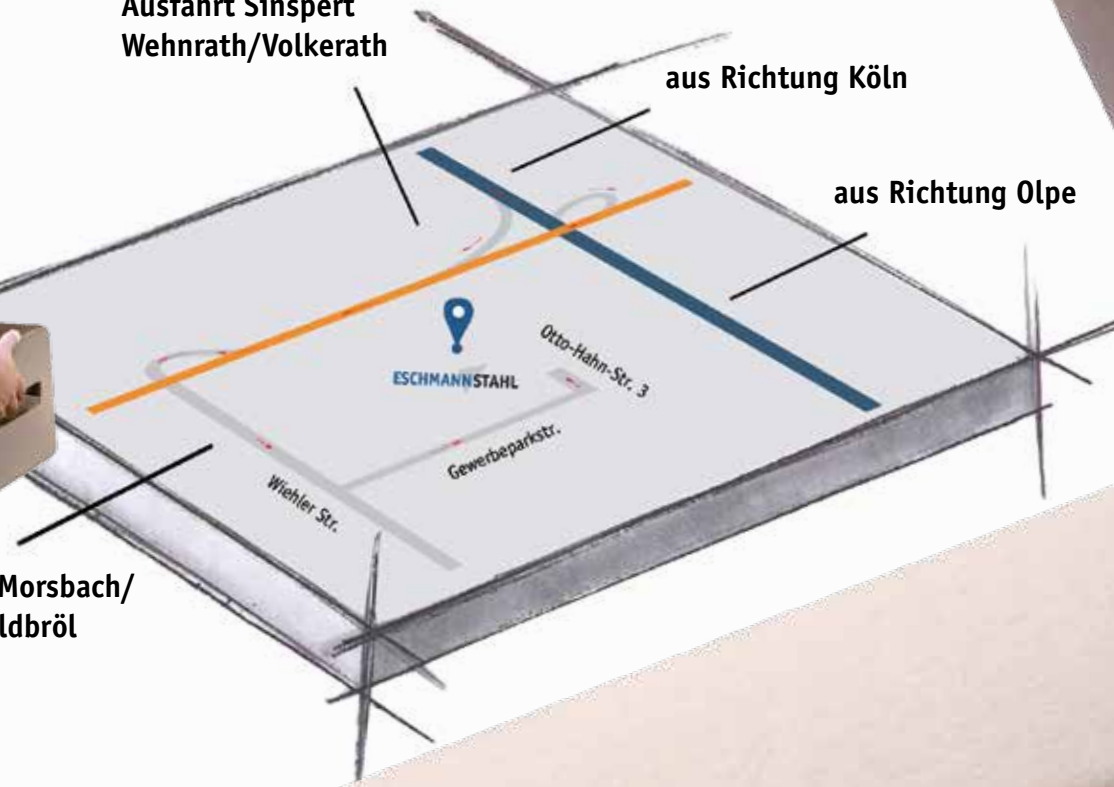 Ausfahrt Sinspert
Wehnrath/Volkerath
aus Richtung Köln
aus Richtung Olpe
Otto-Hahn-Str. 3
ESCHMANNSTAHL
Gewerbeparkstr.
Wiehler Str.
Morsbach/
ldbröl